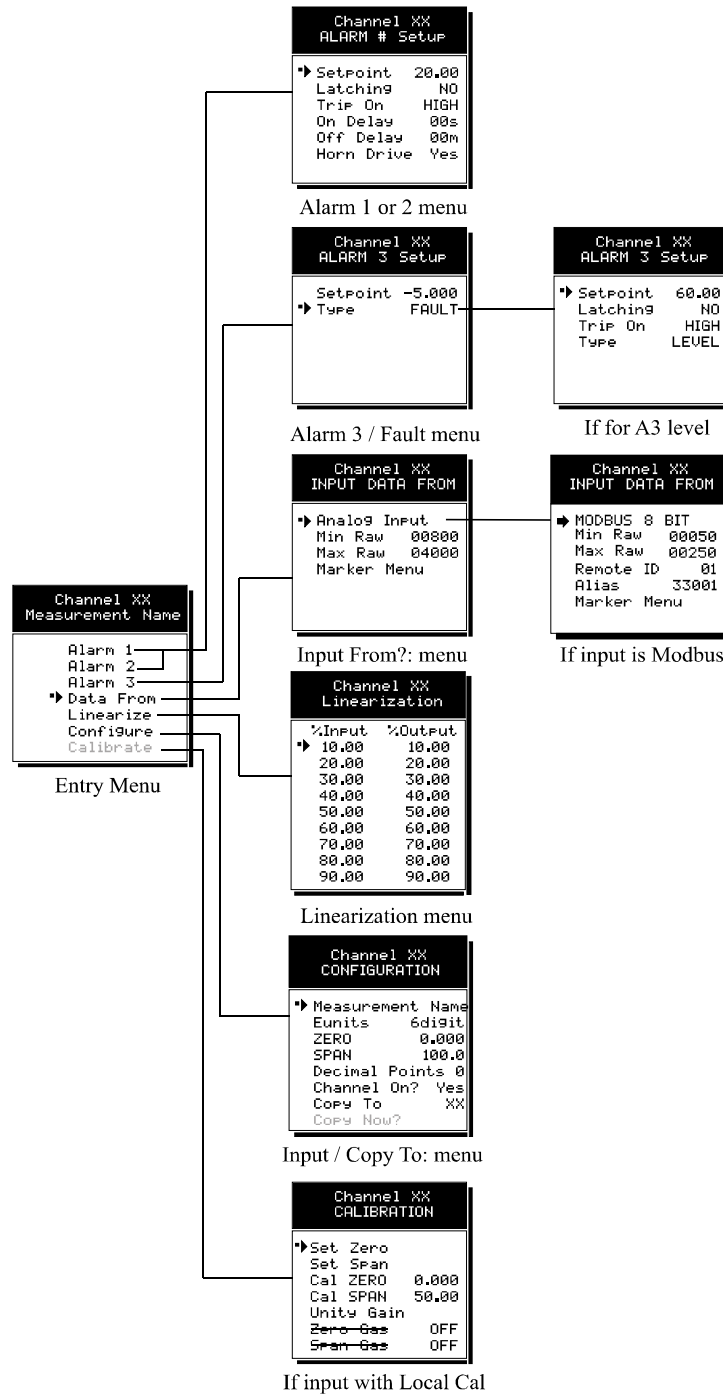 Channel XX
ALARM # Setup
Setpoint 20.00
Latching NO
Trip On HIGH
On Delay 00s
Off Delay 00m
Horn Drive Yes
Alarm 1 or 2 menu
Channel XX
ALARM 3 Setup
Setpoint -5.000
Type FAULT
Alarm 3 / Fault menu
Channel XX
ALARM 3 Setup
Setpoint 60.00
Latching NO
Trip On HIGH
Type LEVEL
If for A3 level
Channel XX
INPUT DATA FROM
Analog Input
Min Raw 00800
Max Raw 04000
Marker Menu
Input From?: menu
Channel XX
INPUT DATA FROM
MODBUS 8 BIT
Min Raw 00050
Max Raw 00250
Remote ID 01
Alias 33001
Marker Menu
If input is Modbus
Channel XX
Measurement Name
Alarm 1
Alarm 2
Alarm 3
Data From
Linearize
Configure
Calibrate
Entry Menu
Channel XX
Linearization
%Input %Output
10.00 10.00
20.00 20.00
30.00 30.00
40.00 40.00
50.00 50.00
60.00 60.00
70.00 70.00
80.00 80.00
90.00 90.00
Linearization menu
Channel XX
CONFIGURATION
Measurement Name
Eunits 6digit
ZERO 0.000
SPAN 100.0
Decimal Points 0
Channel On? Yes
Copy To XX
Copy Now?
Input / Copy To: menu
Channel XX
CALIBRATION
Set Zero
Set Span
Cal ZERO 0.000
Cal SPAN 50.00
Unity Gain
Zero Gas OFF
Span Gas OFF
If input with Local Cal